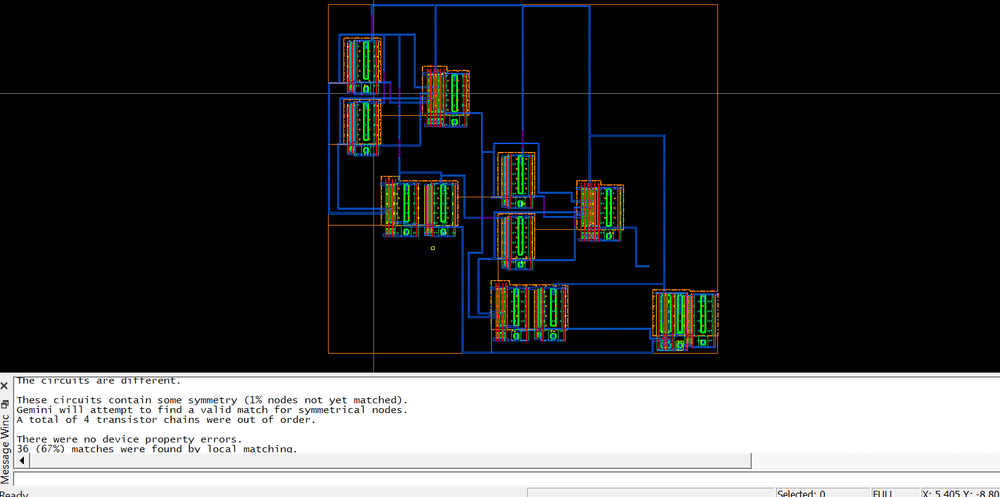 The circuits are different.
These circuits contain some symmetry (1% nodes not yet matched).
Gemini will attempt to find a valid match for symmetrical nodes.
A total of 4 transistor chains were out of order.
There were no device property errors.
36 (67%) matches were found by local matching.
Message Winc
Ready
Selected: 0
FULL
X: 5.405 Y: -8.80